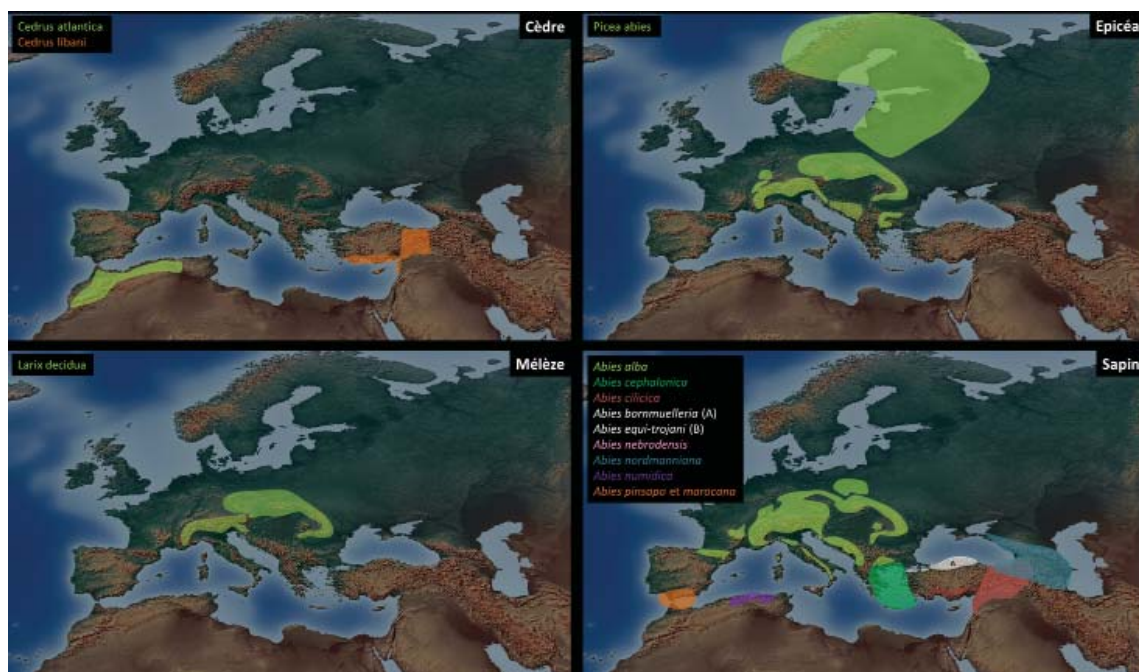 Cedrus atlantica
Cedrus libani
Cèdre
Picea abies
Epicéa
Larix decidua
Mélèze
Abies alba
Abies cephalonica
Abies cilicica
Abies bornmuelleria (A)
Abies equi-trojani (B)
Abies nebrodensis
Abies nordmanniana
Abies numidica
Abies pinsapo et maracana
Sapin
A